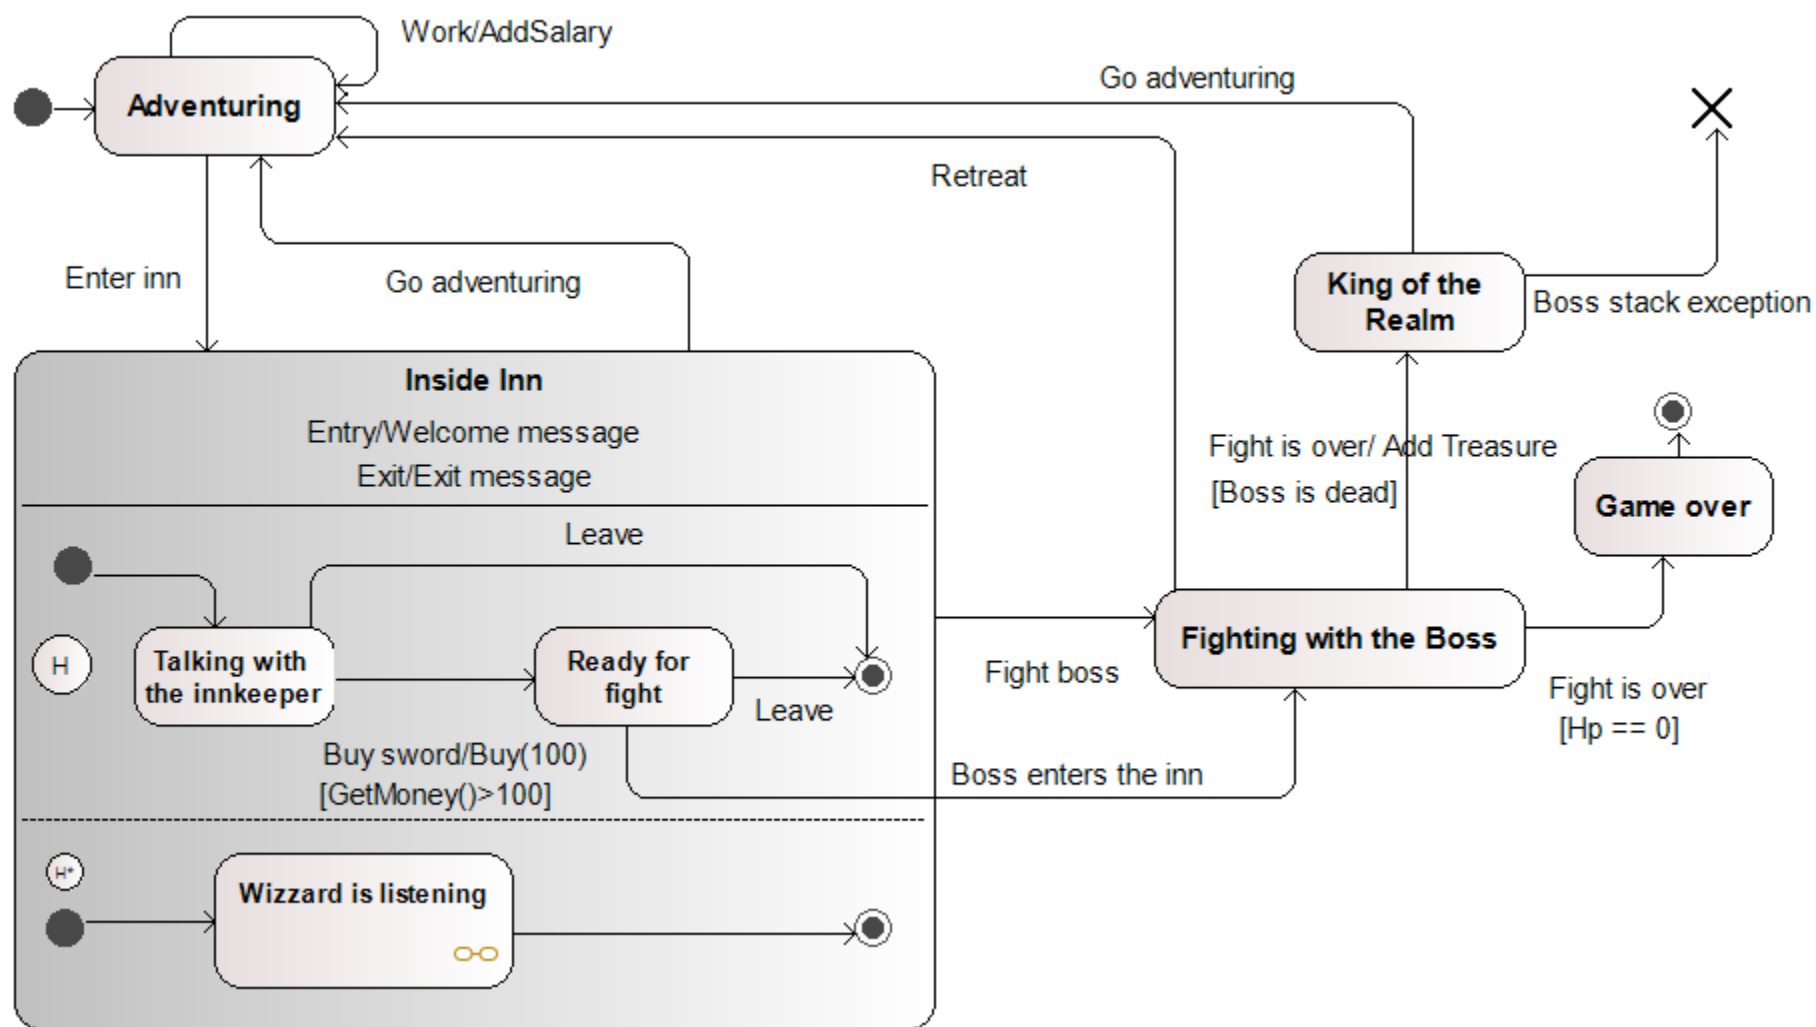 Work/AddSalary
Adventuring
Go adventuring
Retreat
Enter inn
Go adventuring
King of the
Realm
Boss stack exception
Inside Inn
Entry/Welcome message
Exit/Exit message
Fight is over/ Add Treasure
[Boss is dead]
Game over
Leave
H
Talking with
the innkeeper
Ready for
fight
Leave
Fight boss
Fighting with the Boss
Fight is over
[Hp == 0]
Buy sword/Buy(100)
[GetMoney()>100]
Boss enters the inn
H*
Wizzard is listening